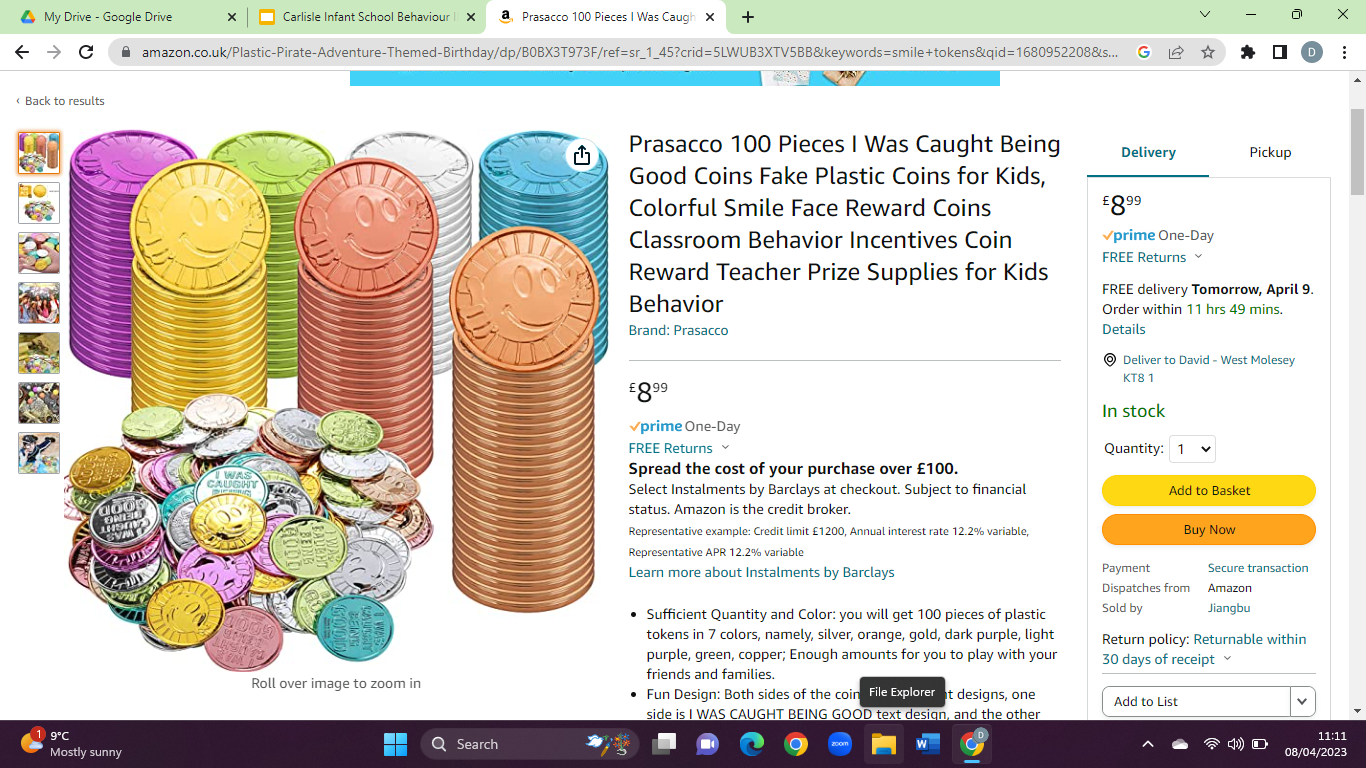 My Drive - Google Drive
Carlisle Infant School Behaviour
Prasacco 100 Pieces I Was Caugh
amazon.co.uk/Plastic-Pirate-Adventure-Themed-Birthday/dp/B0BX3T973F/ref=sr_1_45?crid=5LWUB3XTV5BB&keywords=smile+tokens&qid=1680952208&s...
D
‹ Back to results
Prasacco 100 Pieces I Was Caught Being
Good Coins Fake Plastic Coins for Kids,
Colorful Smile Face Reward Coins
Classroom Behavior Incentives Coin
Reward Teacher Prize Supplies for Kids
Behavior
Brand: Prasacco
£8.99
prime One-Day
FREE Returns
Spread the cost of your purchase over £100.
Select Instalments by Barclays at checkout. Subject to financial
status. Amazon is the credit broker.
Representative example: Credit limit £1200, Annual interest rate 12.2% variable,
Representative APR 12.2% variable
Learn more about Instalments by Barclays
• Sufficient Quantity and Color: you will get 100 pieces of plastic
tokens in 7 colors, namely, silver, orange, gold, dark purple, light
purple, green, copper; Enough amounts for you to play with your
friends and families.
• Fun Design: Both sides of the coin t designs, one
side is I WAS CAUGHT BEING GOOD text design, and the other
File Explorer
I WAS
CAUGHT
BEING
GOOD
Roll over image to zoom in
Delivery
Pickup
£8.99
prime One-Day
FREE Returns
FREE delivery Tomorrow, April 9.
Order within 11 hrs 49 mins.
Details
Deliver to David - West Molesey
KT8 1
In stock
Quantity: 1
Add to Basket
Buy Now
Payment Secure transaction
Dispatches from Amazon
Sold by Jiangbu
Return policy: Returnable within
30 days of receipt
Add to List
1
9°C
Mostly sunny
Search
zoom
W
D
11:11
08/04/2023